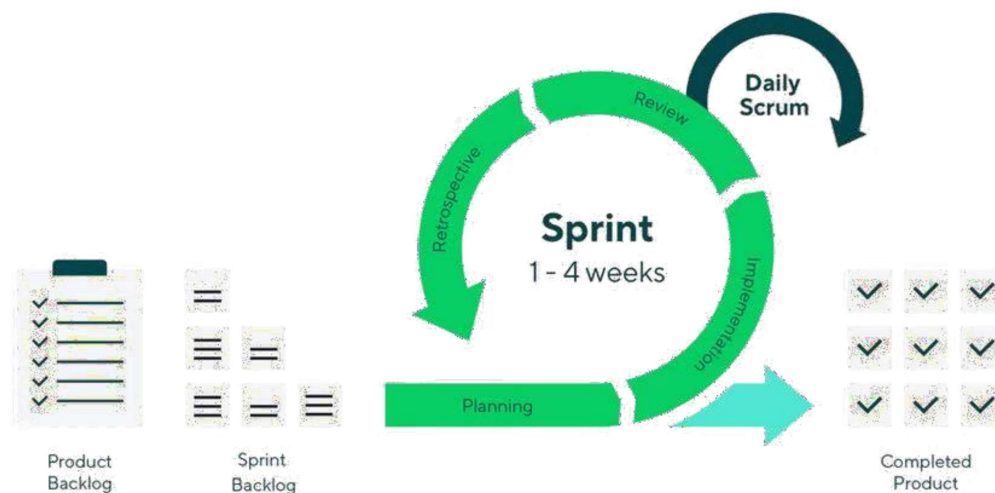 Product
Backlog
Sprint
Backlog
Planning
Implementation
Review
Retrospective
Sprint
1 - 4 weeks
Daily
Scrum
Completed
Product